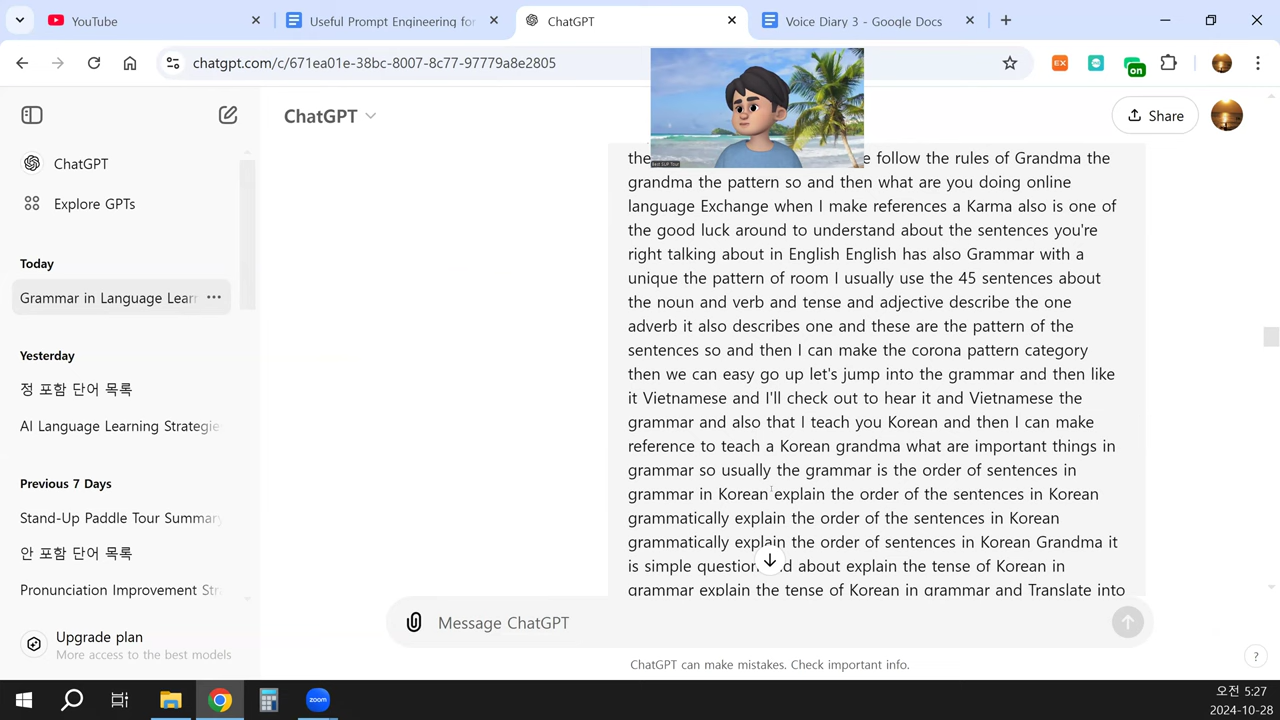 YouTube
Useful Prompt Engineering for
ChatGPT
Voice Diary 3 - Google Docs
chatgpt.com/c/671ea01e-38bc-8007-8c77-97779a8e2805
EX
on
ChatGPT
Share
ChatGPT
Explore GPTs
Today
Grammar in Language Lear
Yesterday
정 포함 단어 목록
AI Language Learning Strategie
Previous 7 Days
Stand-Up Paddle Tour Summar
안 포함 단어 목록
Pronunciation Improvement Str
Upgrade plan
More access to the best models
the
e follow the rules of Grandma the
grandma the pattern so and then what are you doing online
language Exchange when I make references a Karma also is one of
the good luck around to understand about the sentences you're
right talking about in English English has also Grammar with a
unique the pattern of room I usually use the 45 sentences about
the noun and verb and tense and adjective describe the one
adverb it also describes one and these are the pattern of the
sentences so and then I can make the corona pattern category
then we can easy go up let's jump into the grammar and then like
it Vietnamese and I'll check out to hear it and Vietnamese the
grammar and also that I teach you Korean and then I can make
reference to teach a Korean grandma what are important things in
grammar so usually the grammar is the order of sentences in
grammar in Korean explain the order of the sentences in Korean
grammatically explain the order of the sentences in Korean
grammatically explain the order of sentences in Korean Grandma it
is simple question d about explain the tense of Korean in
grammar explain the tense of Korean in grammar and Translate into
Message ChatGPT
ChatGPT can make mistakes. Check important info.
?
zoom
오전 5:27
2024-10-28